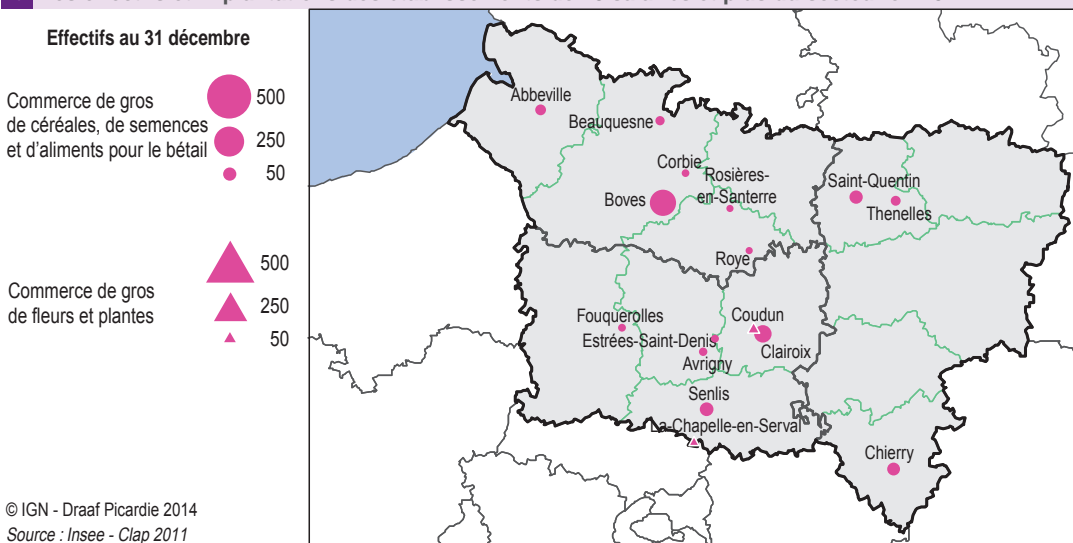 Effectifs au 31 décembre
Commerce de gros
de céréales, de semences
et d'aliments pour le bétail
500
250
50
Commerce de gros
de fleurs et plantes
500
250
50
Abbeville
Beauquesne
Corbie
Rosières-
en-Santerre
Boves
Saint-Quentin
Thenelles
Roye
Fouquerolles
Coudun
Estrées-Saint-Denis
Clairoix
Avrigny
Senlis
La-Chapelle-en-Serval
Chierry
© IGN - Draaf Picardie 2014
Source : Insee - Clap 2011